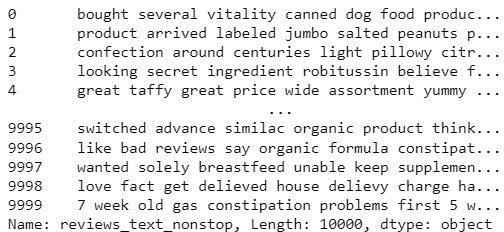 0 bought several vitality canned dog food produc...
1 product arrived labeled jumbo salted peanuts p...
2 confection around centuries light pillowy citr...
3 looking secret ingredient robitussin believe f...
4 great taffy great price wide assortment yummy ...
...
9995 switched advance similac organic product think...
9996 like bad reviews say organic formula constipat...
9997 wanted solely breastfeed unable keep supplemen...
9998 love fact get delieved house delievy charge ha...
9999 7 week old gas constipation problems first 5 w...
Name: reviews_text_nonstop, Length: 10000, dtype: object